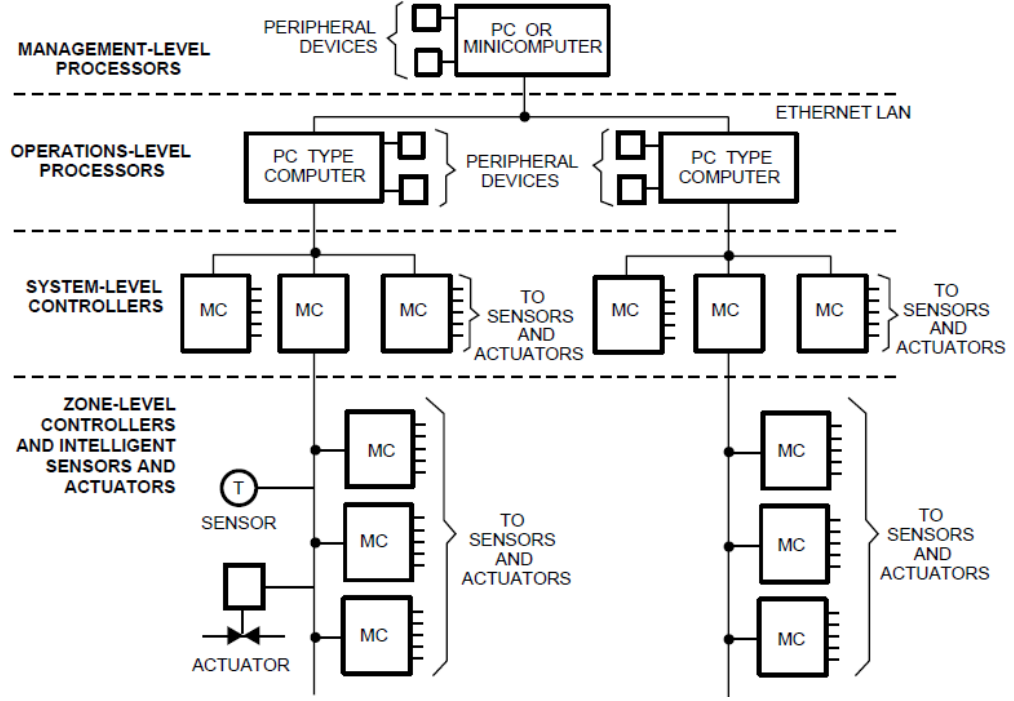 PERIPHERAL
DEVICES
PC OR
MINICOMPUTER
MANAGEMENT-LEVEL
PROCESSORS
ETHERNET LAN
OPERATIONS-LEVEL
PROCESSORS
PC TYPE
COMPUTER
PERIPHERAL
DEVICES
PC TYPE
COMPUTER
SYSTEM-LEVEL
CONTROLLERS
MC
MC
MC
TO
SENSORS
AND
ACTUATORS
MC
MC
MC
TO
SENSORS
AND
ACTUATORS
ZONE-LEVEL
CONTROLLERS
AND INTELLIGENT
SENSORS AND
ACTUATORS
T
SENSOR
ACTUATOR
MC
MC
MC
TO
SENSORS
AND
ACTUATORS
MC
MC
MC
TO
SENSORS
AND
ACTUATORS